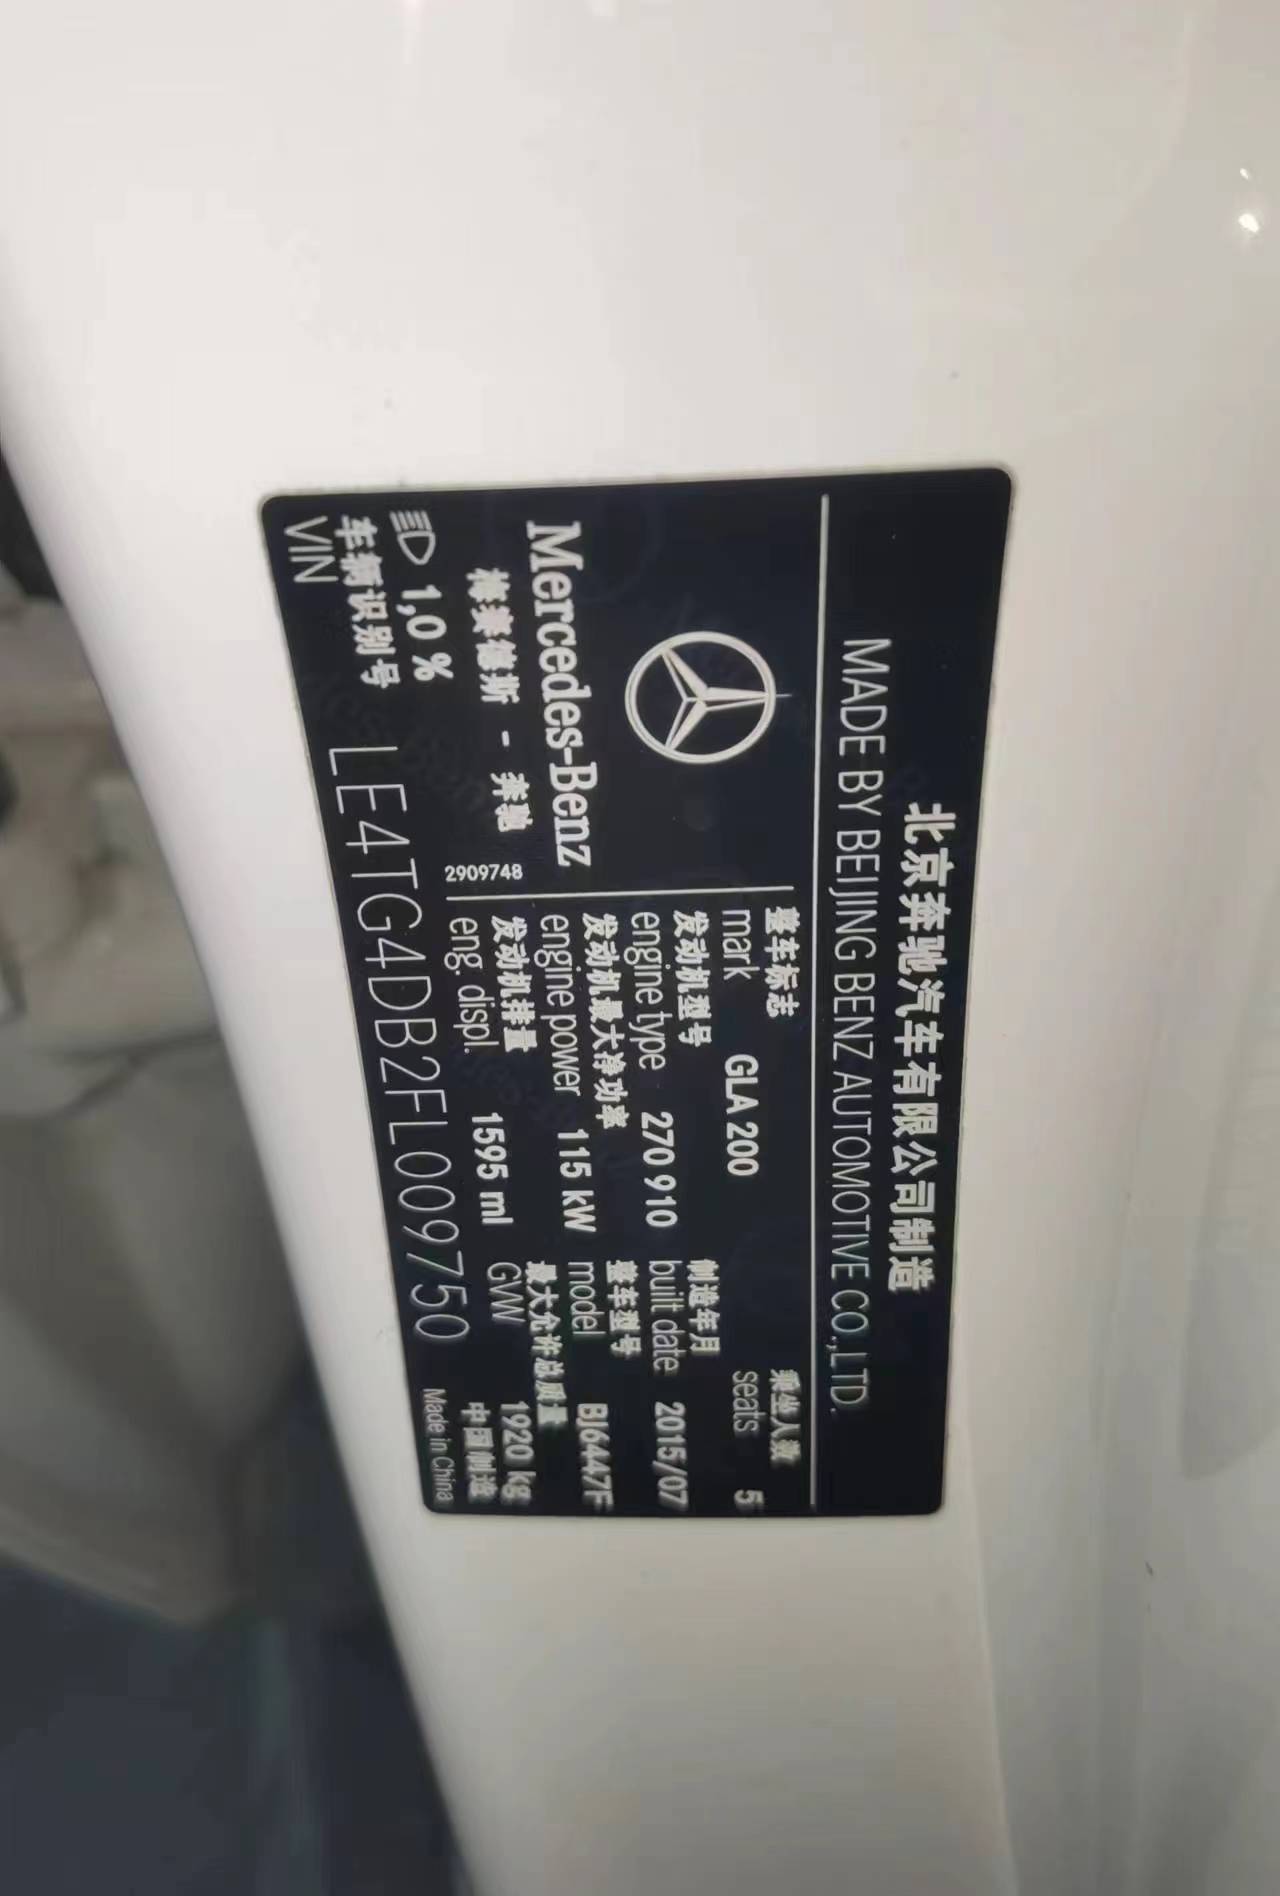 北京奔驰汽车有限公司制造
MADE BY BEIJING BENZ AUTOMOTIVE CO.,LTD.
Mercedes-Benz
梅赛德斯 - 奔驰
2909748
整车标志
mark GLA 200
乘坐人数
seats 5
发动机型号
engine type 270 910
制造年月
built date 2015/07
发动机最大净功率
engine power 115 kW
整车型号
model BJ6447F
发动机排量
eng. displ. 1595 ml
最大允许总质量
GVW 1920 kg
1,0 %
车辆识别号
VIN LE4TG4DB2FL009750
中国制造
Made in China